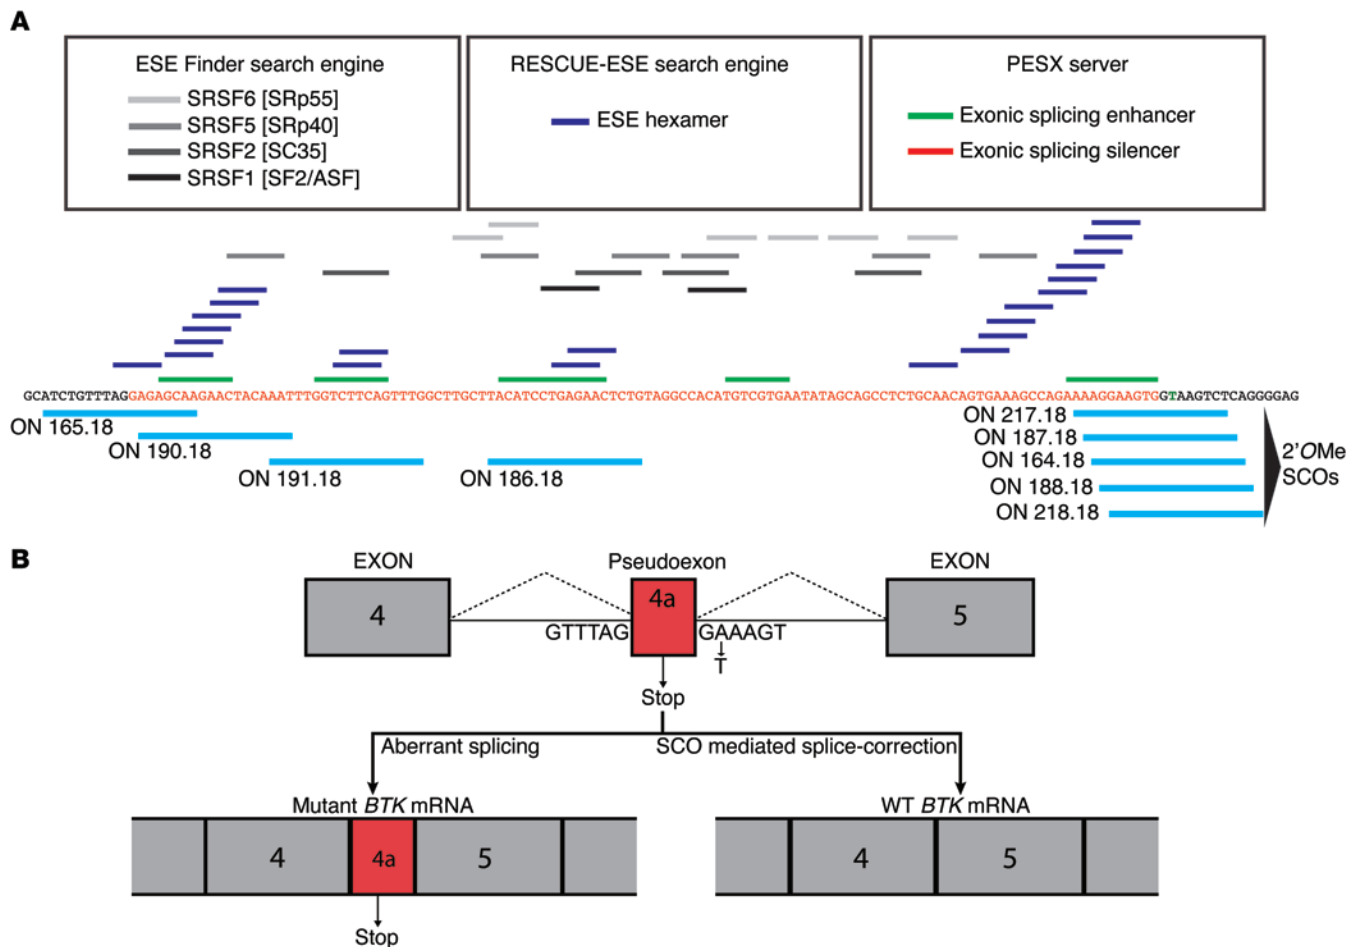 A
ESE Finder search engine
SRSF6 [SRp55]
SRSF5 [SRp40]
SRSF2 [SC35]
SRSF1 [SF2/ASF]
RESCUE-ESE search engine
ESE hexamer
PESX server
Exonic splicing enhancer
Exonic splicing silencer
GCATCTGTTTAGGAGAGCAAGAACTACAAATTTGGTCTTCAGTTTGGCTTGCTTACATCCTGAGAACTCTGTAGGCCACATGTCGTGAATATAGCAGCCTCTGCAACAGTGAAAGCCAGAAAAGGAAGTGGTAAGTCTCAGGGGAG
ON 165.18
ON 190.18
ON 191.18
ON 186.18
ON 217.18
ON 187.18
ON 164.18
ON 188.18
ON 218.18
2'OMe
SCOs
B
EXON
Pseudoexon
EXON
4
4a
5
GTTTAG
GAAAGT
T
Stop
Aberrant splicing
SCO mediated splice-correction
Mutant BTK mRNA
WT BTK mRNA
4
4a
5
4
5
Stop